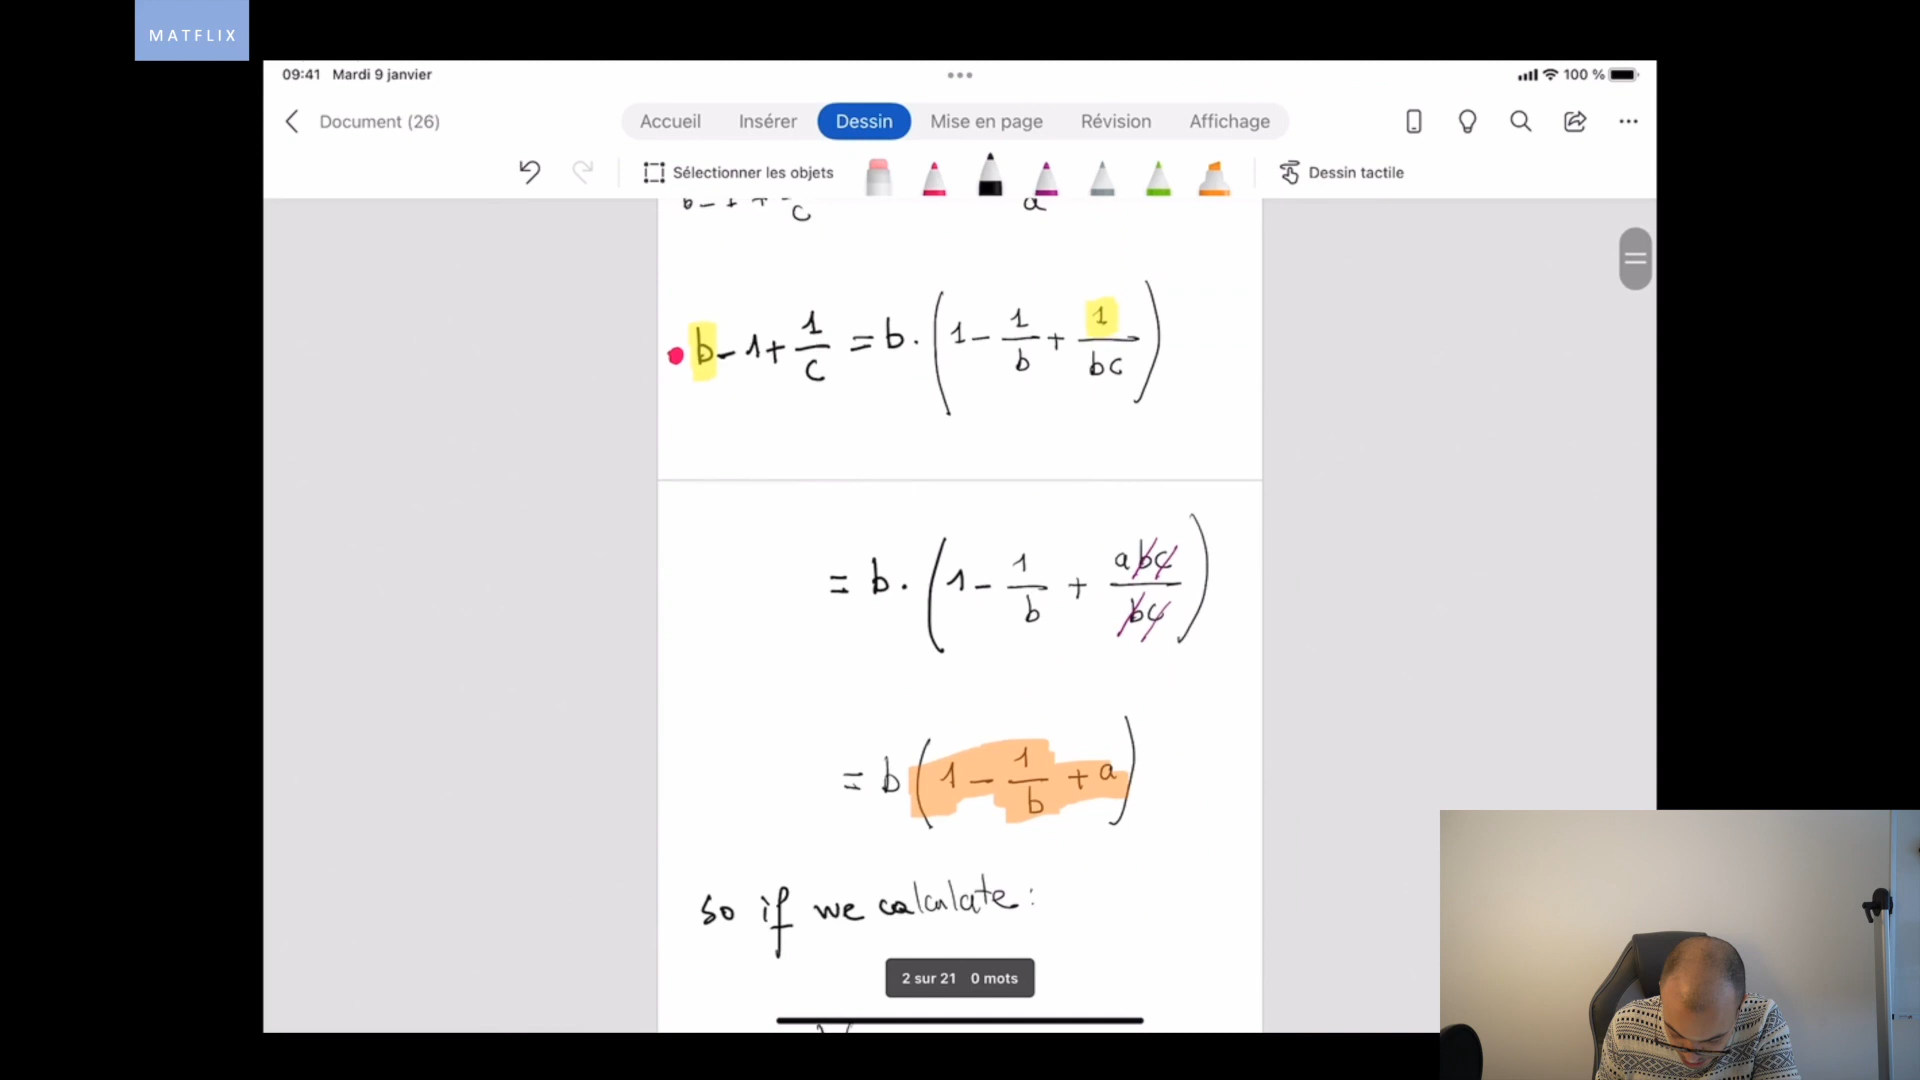 MATFLIX
09:41 Mardi 9 janvier
100 %
Document (26)
Accueil Insérer Dessin Mise en page Révision Affichage
Sélectionner les objets
Dessin tactile
b - 1 + 1/c = b · (1 - 1/b + 1/bc)
= b · (1 - 1/b + abc/bc)
= b (1 - 1/b + a)
so if we calculate:
2 sur 21 0 mots